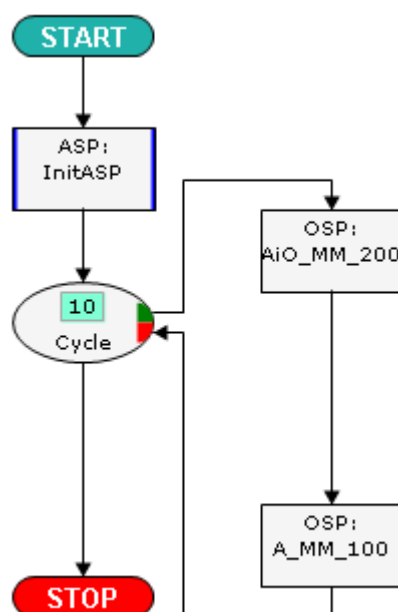 START
ASP:
InitASP
10
Cycle
OSP:
AiO_MM_200
OSP:
A_MM_100
STOP